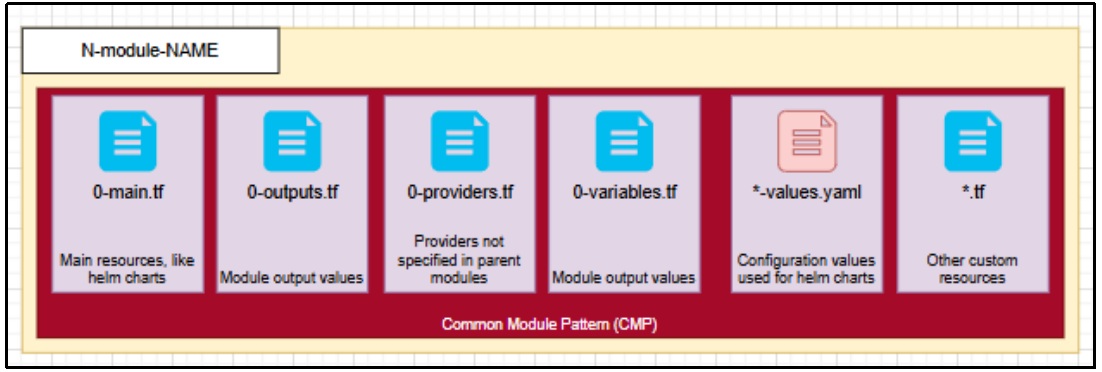 N-module-NAME
0-main.tf
Main resources, like
helm charts
0-outputs.tf
Module output values
0-providers.tf
Providers not
specified in parent
modules
0-variables.tf
Module output values
*-values.yaml
Configuration values
used for helm charts
*.tf
Other custom
resources
Common Module Pattern (CMP)